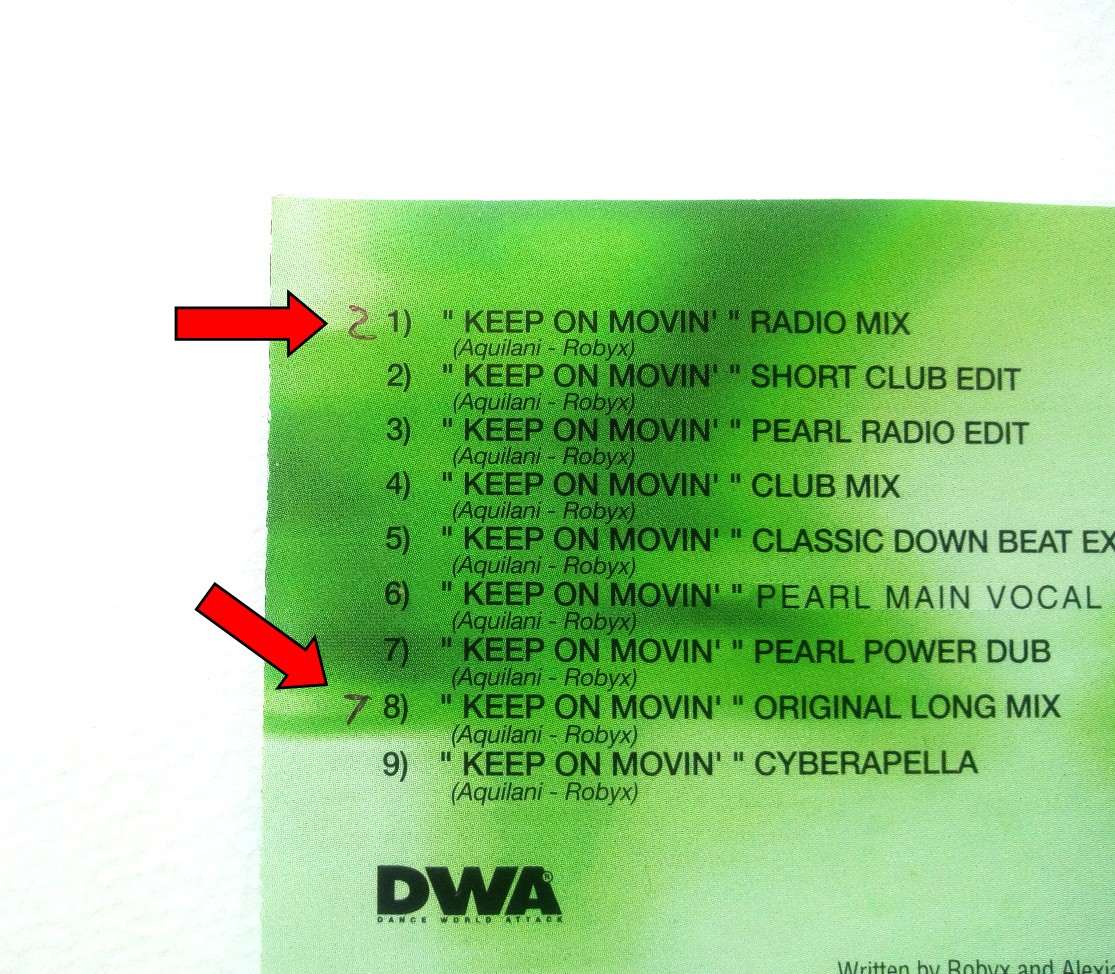 2 1) " KEEP ON MOVIN' " RADIO MIX
(Aquilani - Robyx)
2) " KEEP ON MOVIN' " SHORT CLUB EDIT
(Aquilani - Robyx)
3) " KEEP ON MOVIN' " PEARL RADIO EDIT
(Aquilani - Robyx)
4) " KEEP ON MOVIN' " CLUB MIX
(Aquilani - Robyx)
5) " KEEP ON MOVIN' " CLASSIC DOWN BEAT EX
(Aquilani - Robyx)
6) " KEEP ON MOVIN' " PEARL MAIN VOCAL
(Aquilani - Robyx)
7) " KEEP ON MOVIN' " PEARL POWER DUB
(Aquilani - Robyx)
7 8) " KEEP ON MOVIN' " ORIGINAL LONG MIX
(Aquilani - Robyx)
9) " KEEP ON MOVIN' " CYBERAPELLA
(Aquilani - Robyx)
DWA®
DANCE WORLD ATTACK
Written by Robyx and Alexia